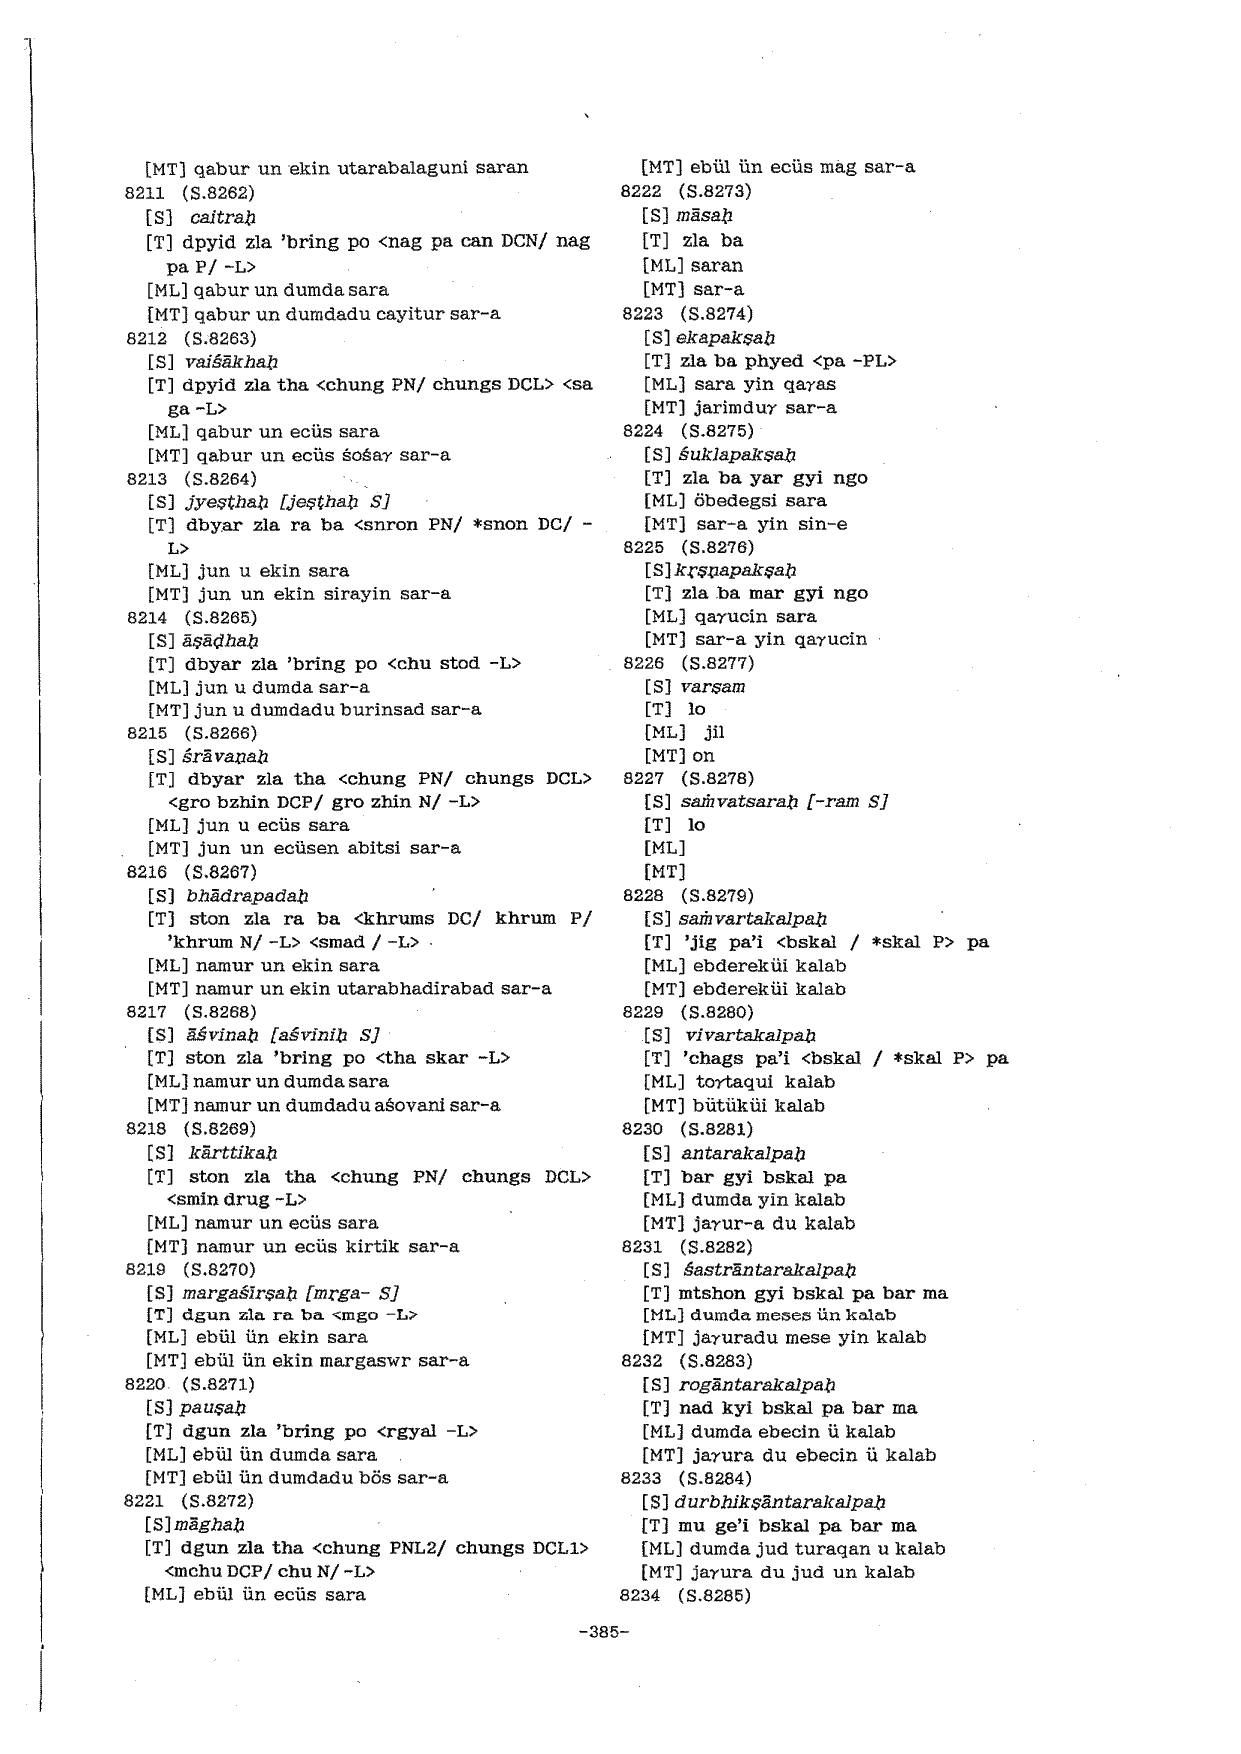 [MT] qabur un ekin utarabalaguni saran
8211 (S.8262)
[S] caitraḥ
[T] dpyid zla 'bring po <nag pa can DCN/ nag
pa P/ -L>
[ML] qabur un dumda sara
[MT] qabur un dumdadu cayitur sar-a
8212 (S.8263)
[S] vaiśākhaḥ
[T] dpyid zla tha <chung PN/ chungs DCL> <sa
ga -L>
[ML] qabur un ecüs sara
[MT] qabur un ecüs śośaγ sar-a
8213 (S.8264)
[S] jyeṣṭhaḥ [jeṣṭhaḥ S]
[T] dbyar zla ra ba <snron PN/ *snon DC/ -
L>
[ML] jun u ekin sara
[MT] jun un ekin sirayin sar-a
8214 (S.8265)
[S] āṣāḍhaḥ
[T] dbyar zla 'bring po <chu stod -L>
[ML] jun u dumda sar-a
[MT] jun u dumdadu burinsad sar-a
8215 (S.8266)
[S] śrāvaṇaḥ
[T] dbyar zla tha <chung PN/ chungs DCL>
<gro bzhin DCP/ gro zhin N/ -L>
[ML] jun u ecüs sara
[MT] jun un ecüsen abitsi sar-a
8216 (S.8267)
[S] bhādrapadaḥ
[T] ston zla ra ba <khrums DC/ khrum P/
'khrum N/ -L> <smad / -L>
[ML] namur un ekin sara
[MT] namur un ekin utarabhadirabad sar-a
8217 (S.8268)
[S] āśvinaḥ [aśviniḥ S]
[T] ston zla 'bring po <tha skar -L>
[ML] namur un dumda sara
[MT] namur un dumdadu aśovani sar-a
8218 (S.8269)
[S] kārttikaḥ
[T] ston zla tha <chung PN/ chungs DCL>
<smin drug -L>
[ML] namur un ecüs sara
[MT] namur un ecüs kirtik sar-a
8219 (S.8270)
[S] margaśīrṣaḥ [mṛga- S]
[T] dgun zla ra ba <mgo -L>
[ML] ebül ün ekin sara
[MT] ebül ün ekin margaswr sar-a
8220 (S.8271)
[S] pauṣaḥ
[T] dgun zla 'bring po <rgyal -L>
[ML] ebül ün dumda sara
[MT] ebül ün dumdadu bös sar-a
8221 (S.8272)
[S] māghaḥ
[T] dgun zla tha <chung PNL2/ chungs DCL1>
<mchu DCP/ chu N/ -L>
[ML] ebül ün ecüs sara
[MT] ebül ün ecüs mag sar-a
8222 (S.8273)
[S] māsaḥ
[T] zla ba
[ML] saran
[MT] sar-a
8223 (S.8274)
[S] ekapakṣaḥ
[T] zla ba phyed <pa -PL>
[ML] sara yin qaγas
[MT] jarimduγ sar-a
8224 (S.8275)
[S] śuklapakṣaḥ
[T] zla ba yar gyi ngo
[ML] öbedegsi sara
[MT] sar-a yin sin-e
8225 (S.8276)
[S] kṛṣṇapakṣaḥ
[T] zla ba mar gyi ngo
[ML] qaγucin sara
[MT] sar-a yin qaγucin
8226 (S.8277)
[S] varṣam
[T] lo
[ML] jil
[MT] on
8227 (S.8278)
[S] saṁvatsaraḥ [-ram S]
[T] lo
[ML]
[MT]
8228 (S.8279)
[S] saṁvartakalpaḥ
[T] 'jig pa'i <bskal / *skal P> pa
[ML] ebdereküi kalab
[MT] ebdereküi kalab
8229 (S.8280)
[S] vivartakalpaḥ
[T] 'chags pa'i <bskal / *skal P> pa
[ML] toγtaqui kalab
[MT] bütüküi kalab
8230 (S.8281)
[S] antarakalpaḥ
[T] bar gyi bskal pa
[ML] dumda yin kalab
[MT] jaγur-a du kalab
8231 (S.8282)
[S] śastrāntarakalpaḥ
[T] mtshon gyi bskal pa bar ma
[ML] dumda meses ün kalab
[MT] jaγuradu mese yin kalab
8232 (S.8283)
[S] rogāntarakalpaḥ
[T] nad kyi bskal pa bar ma
[ML] dumda ebecin ü kalab
[MT] jaγura du ebecin ü kalab
8233 (S.8284)
[S] durbhikṣāntarakalpaḥ
[T] mu ge'i bskal pa bar ma
[ML] dumda jud turaqan u kalab
[MT] jaγura du jud un kalab
8234 (S.8285)
-385-